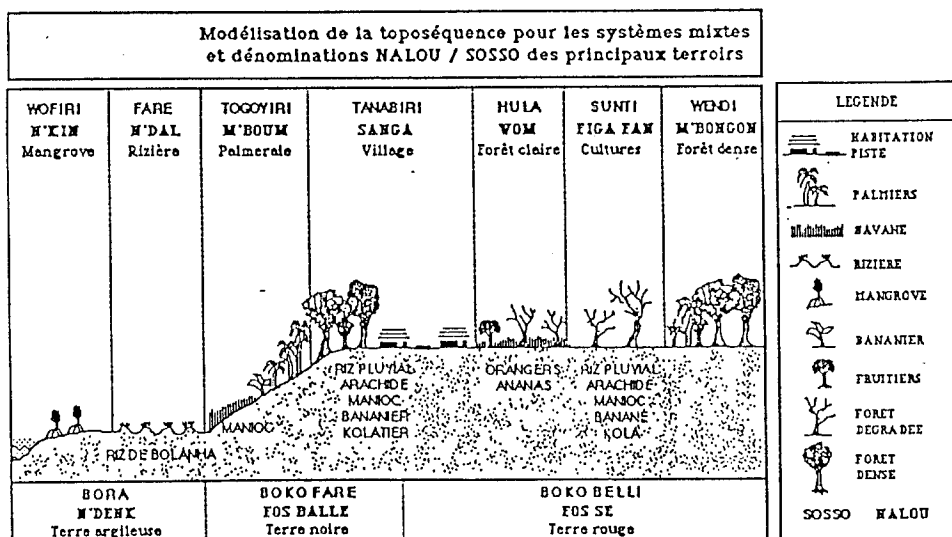 Modélisation de la toposéquence pour les systèmes mixtes
et dénominations NALOU / SOSSO des principaux terroirs
WOFIRI
N'KIN
Mangrove
FARE
N'DAL
Rizière
TOGOYIRI
M'BOUM
Palmeraie
TANABIRI
SANGA
Village
HULA
VOM
Forêt claire
SUNTI
FIGA FAN
Cultures
WENDI
M'BONGON
Forêt dense
RIZ DE BOLANHA
MANIOC
RIZ PLUVIAL
ARACHIDE
MANIOC
BANANIER
KOLATIER
ORANGERS
ANANAS
RIZ PLUVIAL
ARACHIDE
MANIOC
BANANE
KOLA
BORA
N'DENK
Terre argileuse
BOKO FARE
FOS BALLE
Terre noire
BOKO BELLI
FOS SE
Terre rouge
LEGENDE
HABITATION
PISTE
PALMIERS
SAVANE
RIZIERE
MANGROVE
BANANIER
FRUITIERS
FORET
DEGRADEE
FORET
DENSE
SOSSO NALOU